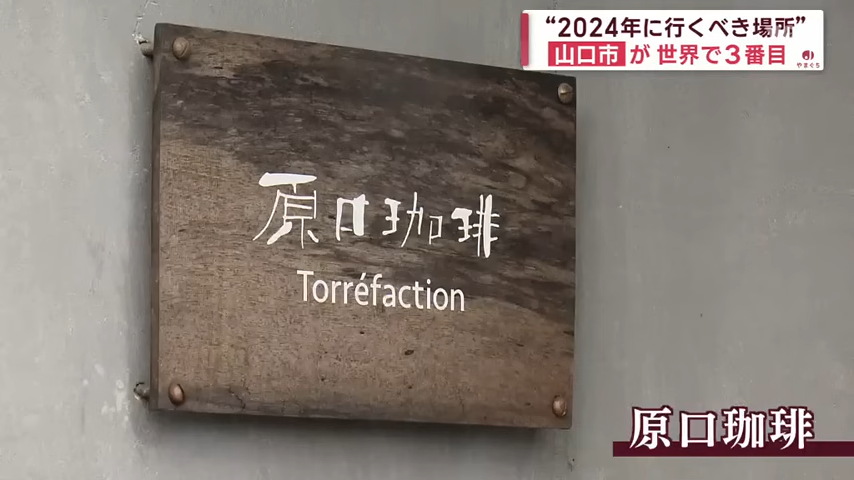 “2024年に行くべき場所”
山口市が世界で3番目
やまぐち
原口珈琲
Torréfaction
原口珈琲